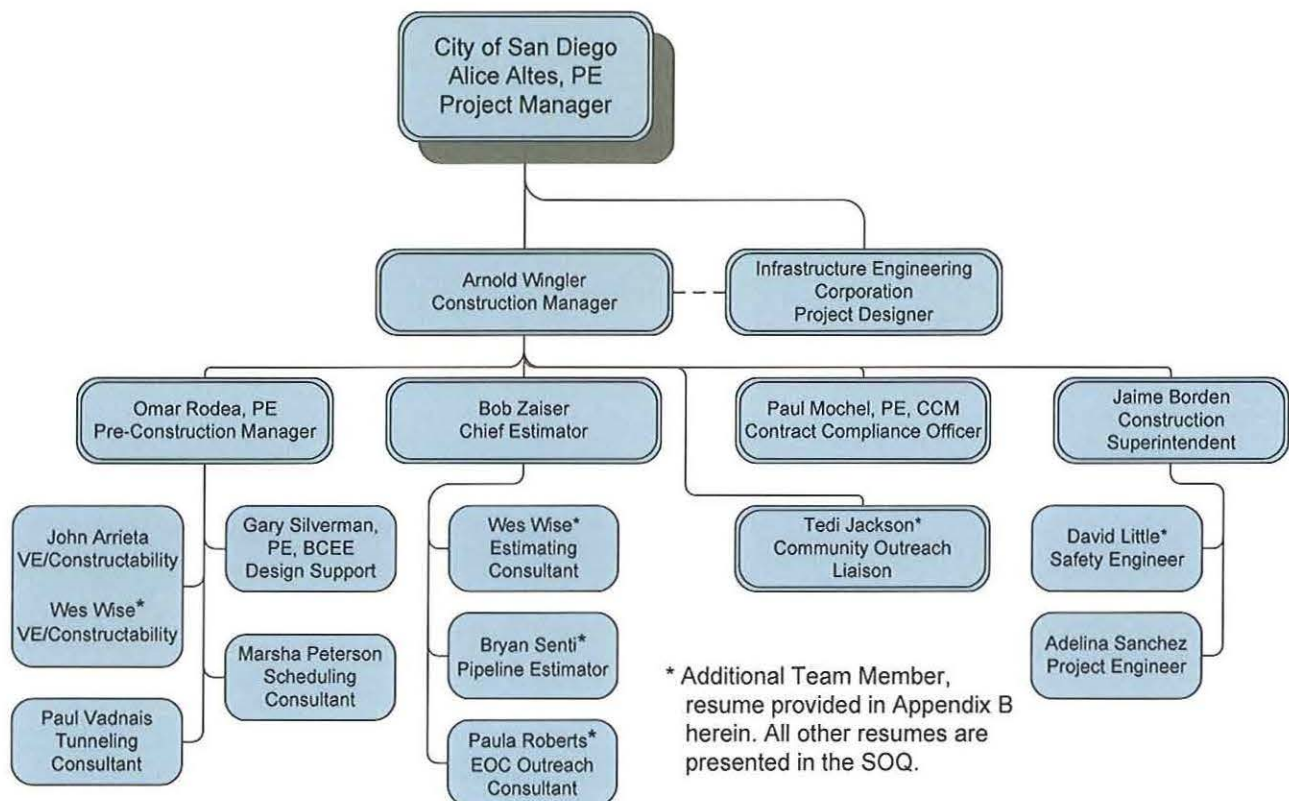 City of San Diego
Alice Altes, PE
Project Manager
Arnold Wingler
Construction Manager
Infrastructure Engineering
Corporation
Project Designer
Omar Rodea, PE
Pre-Construction Manager
Bob Zaiser
Chief Estimator
Paul Mochel, PE, CCM
Contract Compliance Officer
Jaime Borden
Construction
Superintendent
John Arrieta
VE/Constructability
Wes Wise*
VE/Constructability
Gary Silverman,
PE, BCEE
Design Support
Marsha Peterson
Scheduling
Consultant
Paul Vadnais
Tunneling
Consultant
Wes Wise*
Estimating
Consultant
Bryan Senti*
Pipeline Estimator
Paula Roberts*
EOC Outreach
Consultant
Tedi Jackson*
Community Outreach
Liaison
David Little*
Safety Engineer
Adelina Sanchez
Project Engineer
* Additional Team Member,
resume provided in Appendix B
herein. All other resumes are
presented in the SOQ.